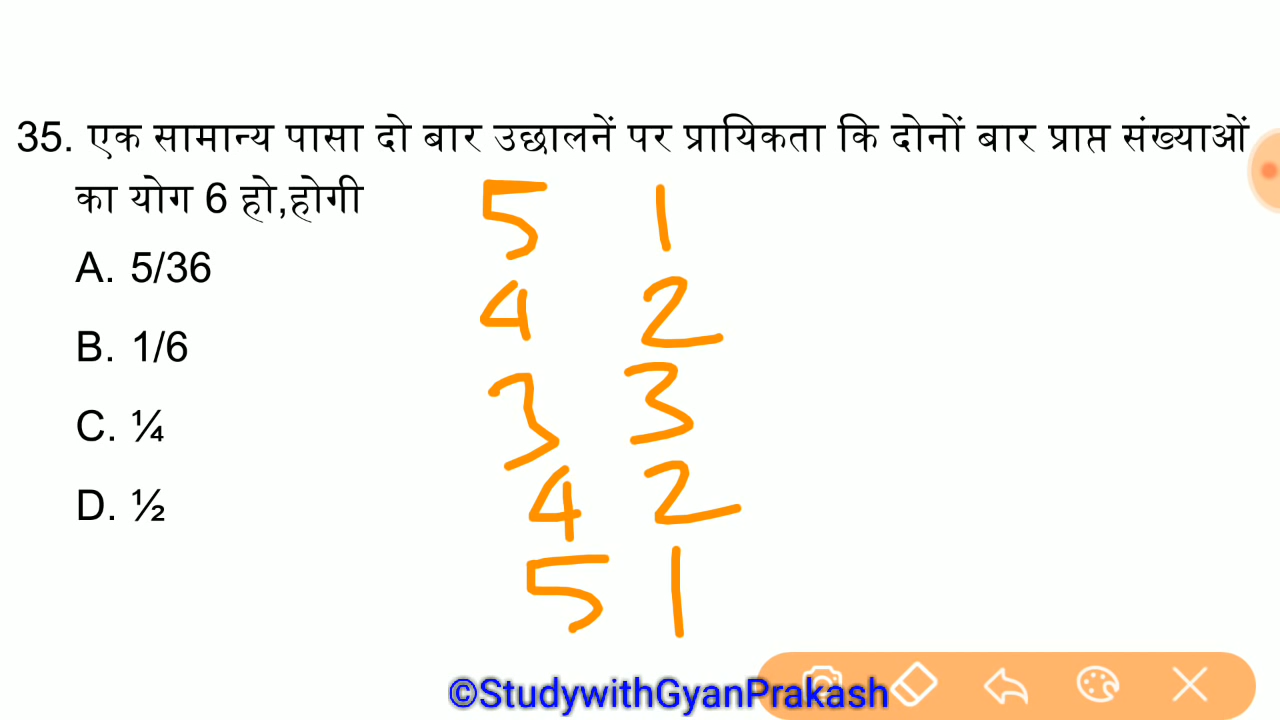 35. एक सामान्य पासा दो बार उछालनें पर प्रायिकता कि दोनों बार प्राप्त संख्याओं
का योग 6 हो,होगी
5 1
A. 5/36
4 2
B. 1/6
3 3
C. ¼
4 2
D. ½
5 1
©StudywithGyanPrakash